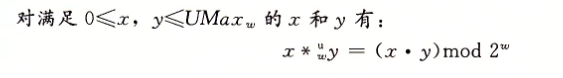 对满足 0≤x, y≤UMax_w 的 x 和 y 有：
x *^u_w y = (x · y)mod 2^w